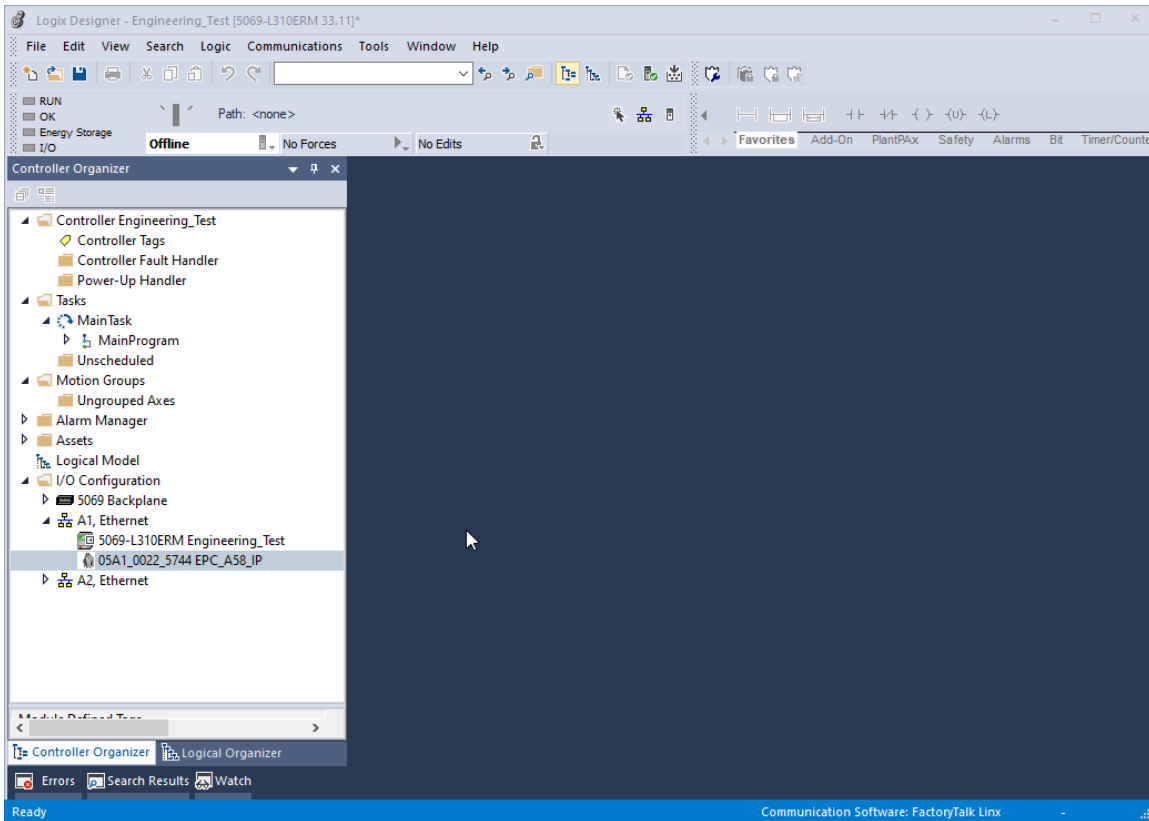 Logix Designer - Engineering_Test [5069-L310ERM 33.11]*
File Edit View Search Logic Communications Tools Window Help
RUN
OK
Energy Storage
I/O
Path: <none>
Offline
No Forces
No Edits
Favorites Add-On PlantPAx Safety Alarms Bit Timer/Counte
Controller Organizer
Controller Engineering_Test
Controller Tags
Controller Fault Handler
Power-Up Handler
Tasks
MainTask
MainProgram
Unscheduled
Motion Groups
Ungrouped Axes
Alarm Manager
Assets
Logical Model
I/O Configuration
5069 Backplane
A1, Ethernet
5069-L310ERM Engineering_Test
05A1_0022_5744 EPC_A58_IP
A2, Ethernet
Module Defined Tags
Controller Organizer Logical Organizer
Errors Search Results Watch
Ready
Communication Software: FactoryTalk Linx -